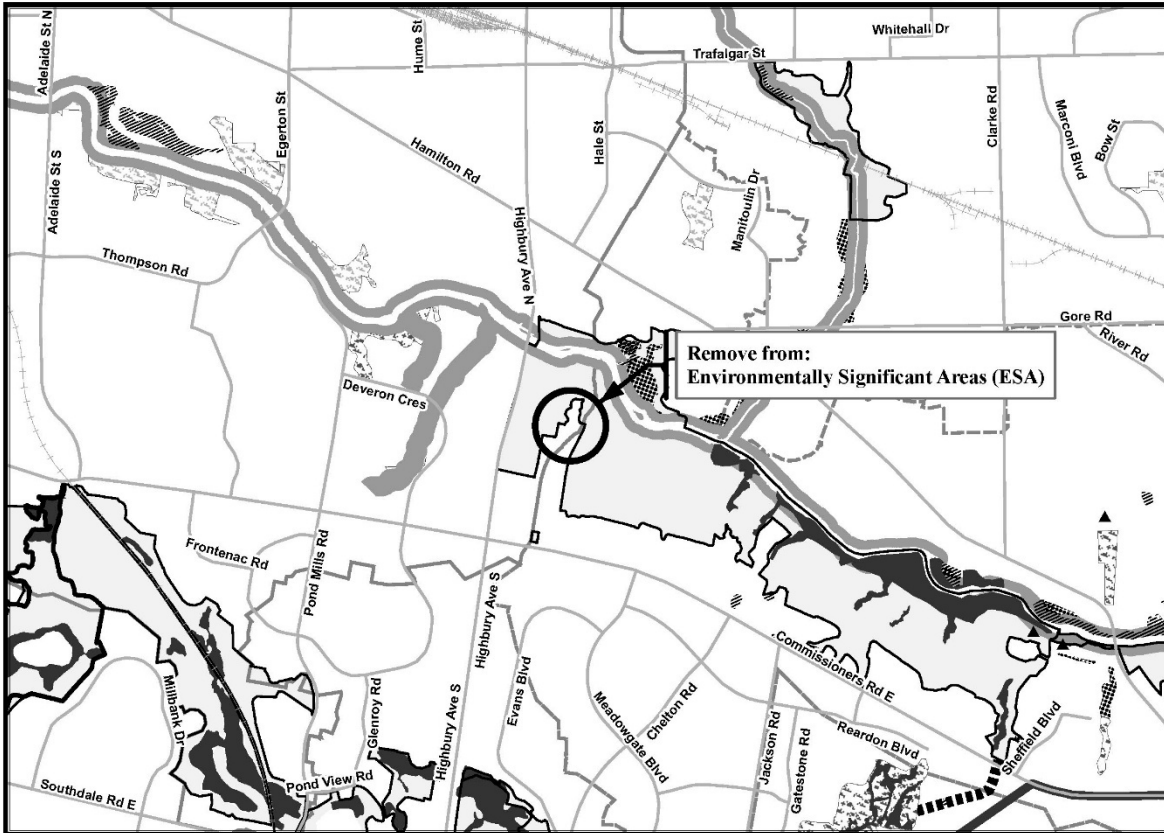 Adelaide St N
Hume St
Whitehall Dr
Trafalgar St
Egerton St
Clarke Rd
Marconi Blvd
Bow St
Hale St
Hamilton Rd
Adelaide St S
Manitoulin Dr
Highbury Ave N
Thompson Rd
Gore Rd
River Rd
Remove from:
Environmentally Significant Areas (ESA)
Deveron Cres
Frontenac Rd
Pond Mills Rd
Highbury Ave S
Commissioners Rd E
Evans Blvd
Millbank Dr
Glenroy Rd
Meadowgate Blvd
Chelton Rd
Jackson Rd
Reardon Blvd
Sheffield Blvd
Highbury Ave S
Gatestone Rd
Pond View Rd
Southdale Rd E